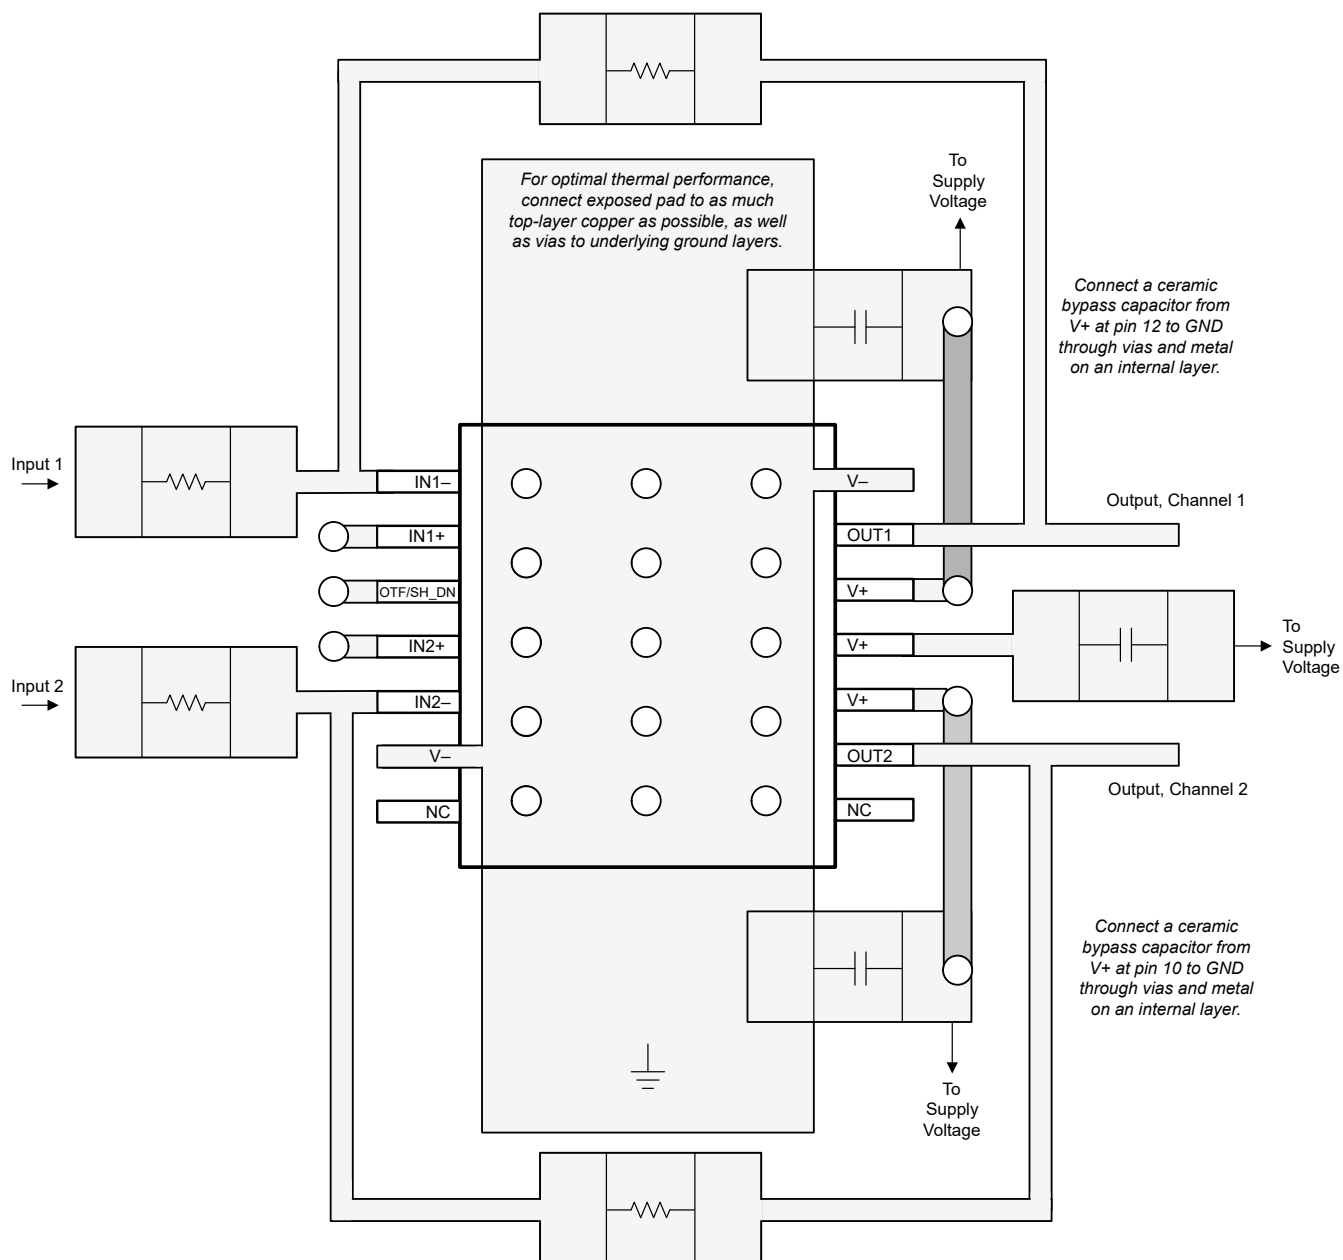 For optimal thermal performance,
connect exposed pad to as much
top-layer copper as possible, as well
as vias to underlying ground layers.
To
Supply
Voltage
Connect a ceramic
bypass capacitor from
V+ at pin 12 to GND
through vias and metal
on an internal layer.
Input 1
IN1–
IN1+
OTF/SH_DN
IN2+
Input 2
IN2–
V–
NC
V–
OUT1
V+
V+
V+
OUT2
NC
Output, Channel 1
To
Supply
Voltage
Output, Channel 2
Connect a ceramic
bypass capacitor from
V+ at pin 10 to GND
through vias and metal
on an internal layer.
To
Supply
Voltage